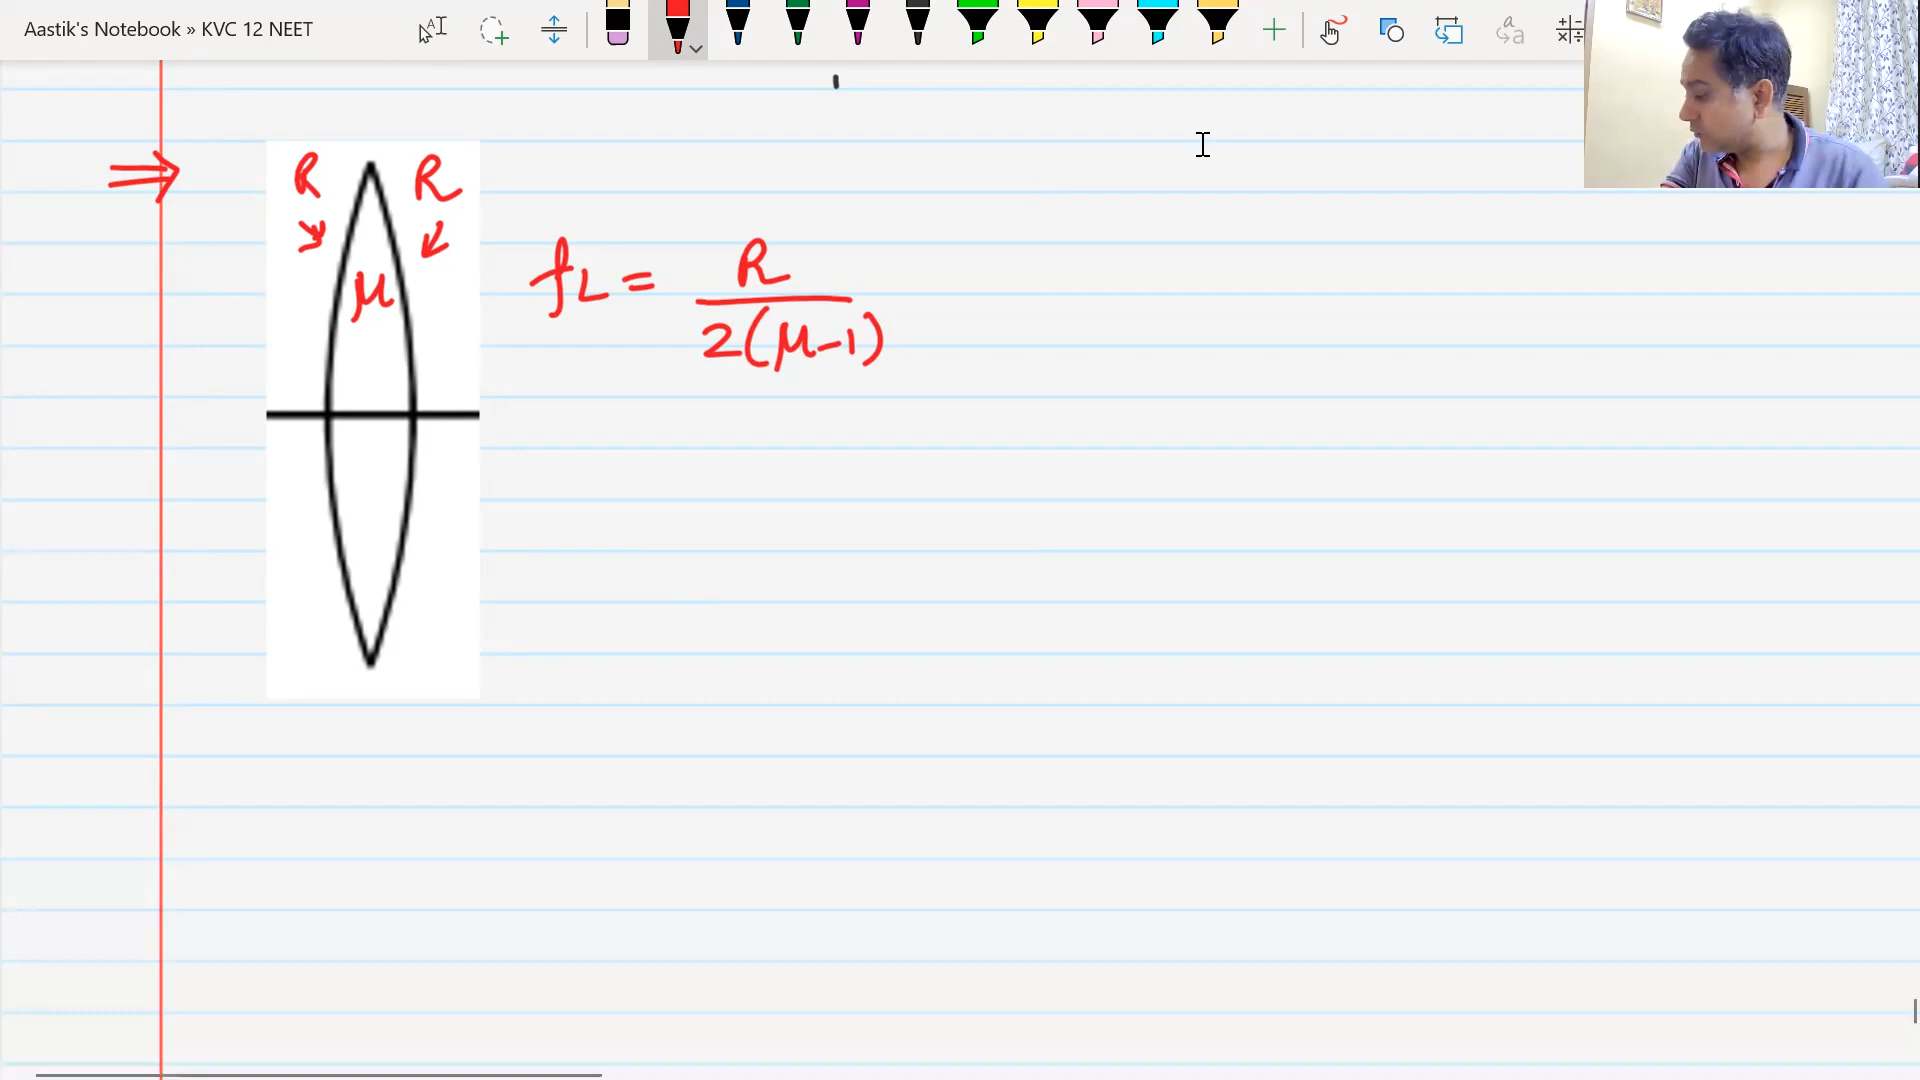 Aastik's Notebook » KVC 12 NEET
R R
μ
fL = R / 2(μ-1)